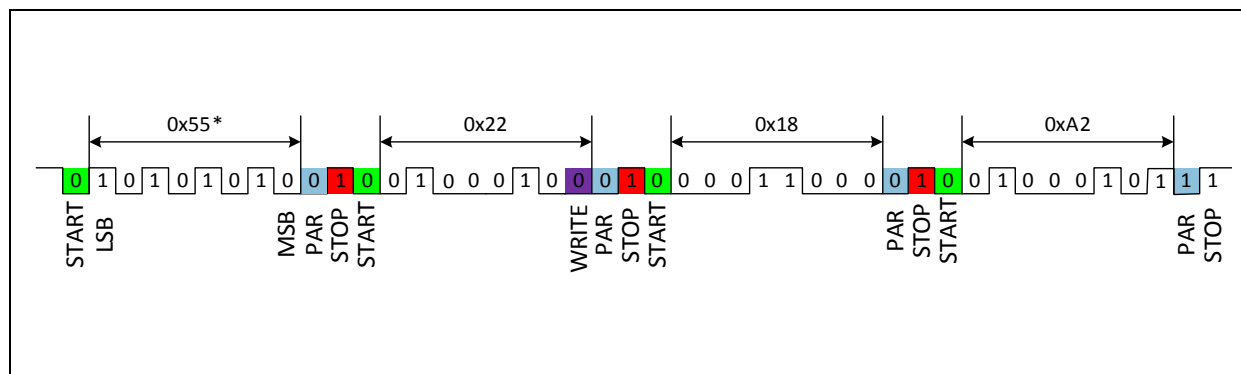 0x55* 0x22 0x18 0xA2
0 1 0 1 0 1 0 1 0 0 1 0 0 1 0 0 0 1 0 0 0 1 0 0 0 0 1 1 0 0 0 0 1 0 0 1 0 0 0 1 0 1 1 1
START LSB MSB PAR STOP START WRITE PAR STOP START PAR STOP START PAR STOP